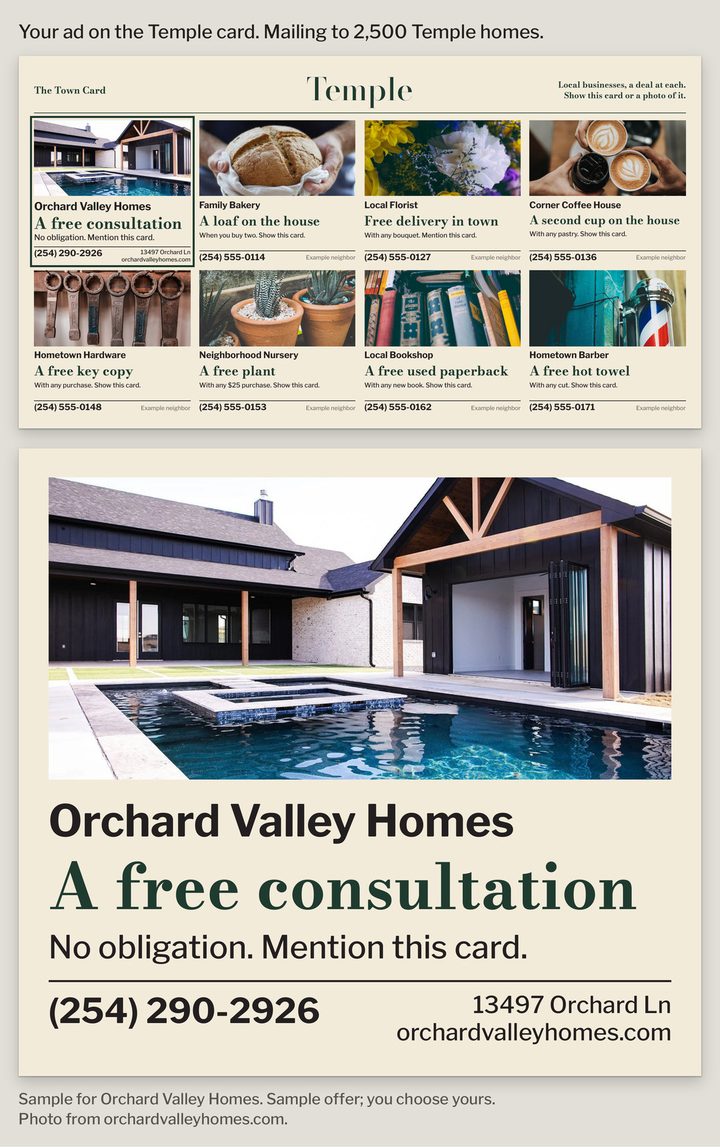 Your ad on the Temple card. Mailing to 2,500 Temple homes.
The Town Card
Temple
Local businesses, a deal at each.
Show this card or a photo of it.
Orchard Valley Homes
A free consultation
No obligation. Mention this card.
(254) 290-2926
13497 Orchard Ln
orchardvalleyhomes.com
Family Bakery
A loaf on the house
When you buy two. Show this card.
(254) 555-0114
Example neighbor
Local Florist
Free delivery in town
With any bouquet. Mention this card.
(254) 555-0127
Example neighbor
Corner Coffee House
A second cup on the house
With any pastry. Show this card.
(254) 555-0136
Example neighbor
Hometown Hardware
A free key copy
With any purchase. Show this card.
(254) 555-0148
Example neighbor
Neighborhood Nursery
A free plant
With any $25 purchase. Show this card.
(254) 555-0153
Example neighbor
Local Bookshop
A free used paperback
With any new book. Show this card.
(254) 555-0162
Example neighbor
Hometown Barber
A free hot towel
With any cut. Show this card.
(254) 555-0171
Example neighbor
Orchard Valley Homes
A free consultation
No obligation. Mention this card.
(254) 290-2926
13497 Orchard Ln
orchardvalleyhomes.com
Sample for Orchard Valley Homes. Sample offer; you choose yours.
Photo from orchardvalleyhomes.com.